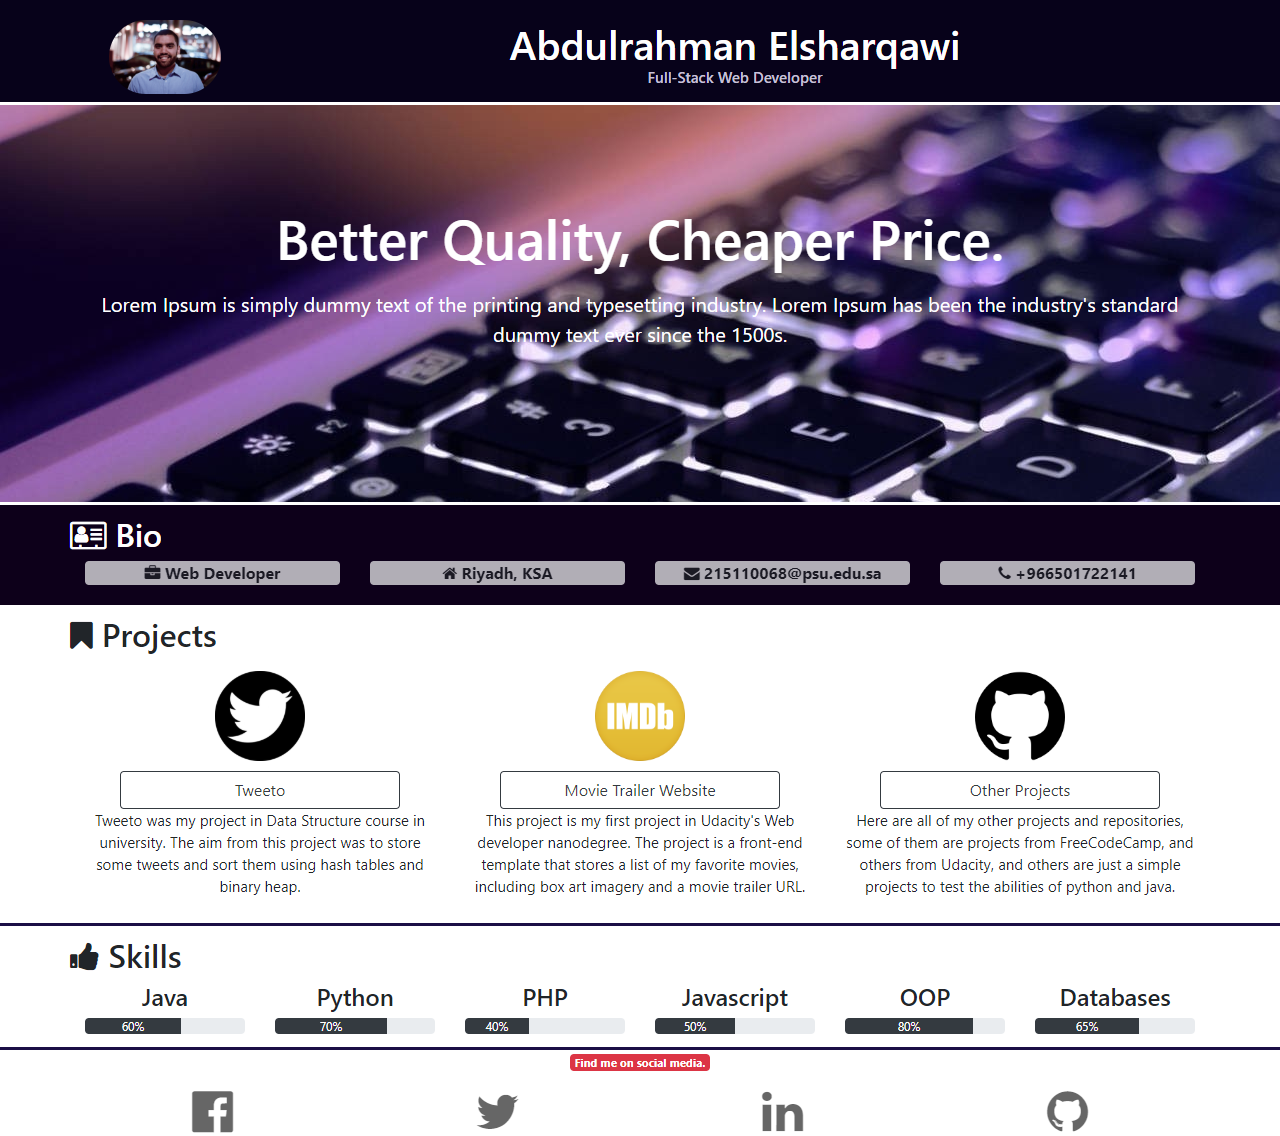 Abdulrahman Elsharqawi
Full-Stack Web Developer
Better Quality, Cheaper Price.
Lorem Ipsum is simply dummy text of the printing and typesetting industry. Lorem Ipsum has been the industry's standard
dummy text ever since the 1500s.
F2
#
3
E
F
D
Bio
Web Developer
Riyadh, KSA
215110068@psu.edu.sa
+966501722141
Projects
IMDb
Tweeto
Movie Trailer Website
Other Projects
Tweeto was my project in Data Structure course in
university. The aim from this project was to store
some tweets and sort them using hash tables and
binary heap.
This project is my first project in Udacity's Web
developer nanodegree. The project is a front-end
template that stores a list of my favorite movies,
including box art imagery and a movie trailer URL.
Here are all of my other projects and repositories,
some of them are projects from FreeCodeCamp, and
others from Udacity, and others are just a simple
projects to test the abilities of python and java.
Skills
Java
Python
PHP
Javascript
OOP
Databases
60%
70%
40%
50%
80%
65%
Find me on social media.
f
in